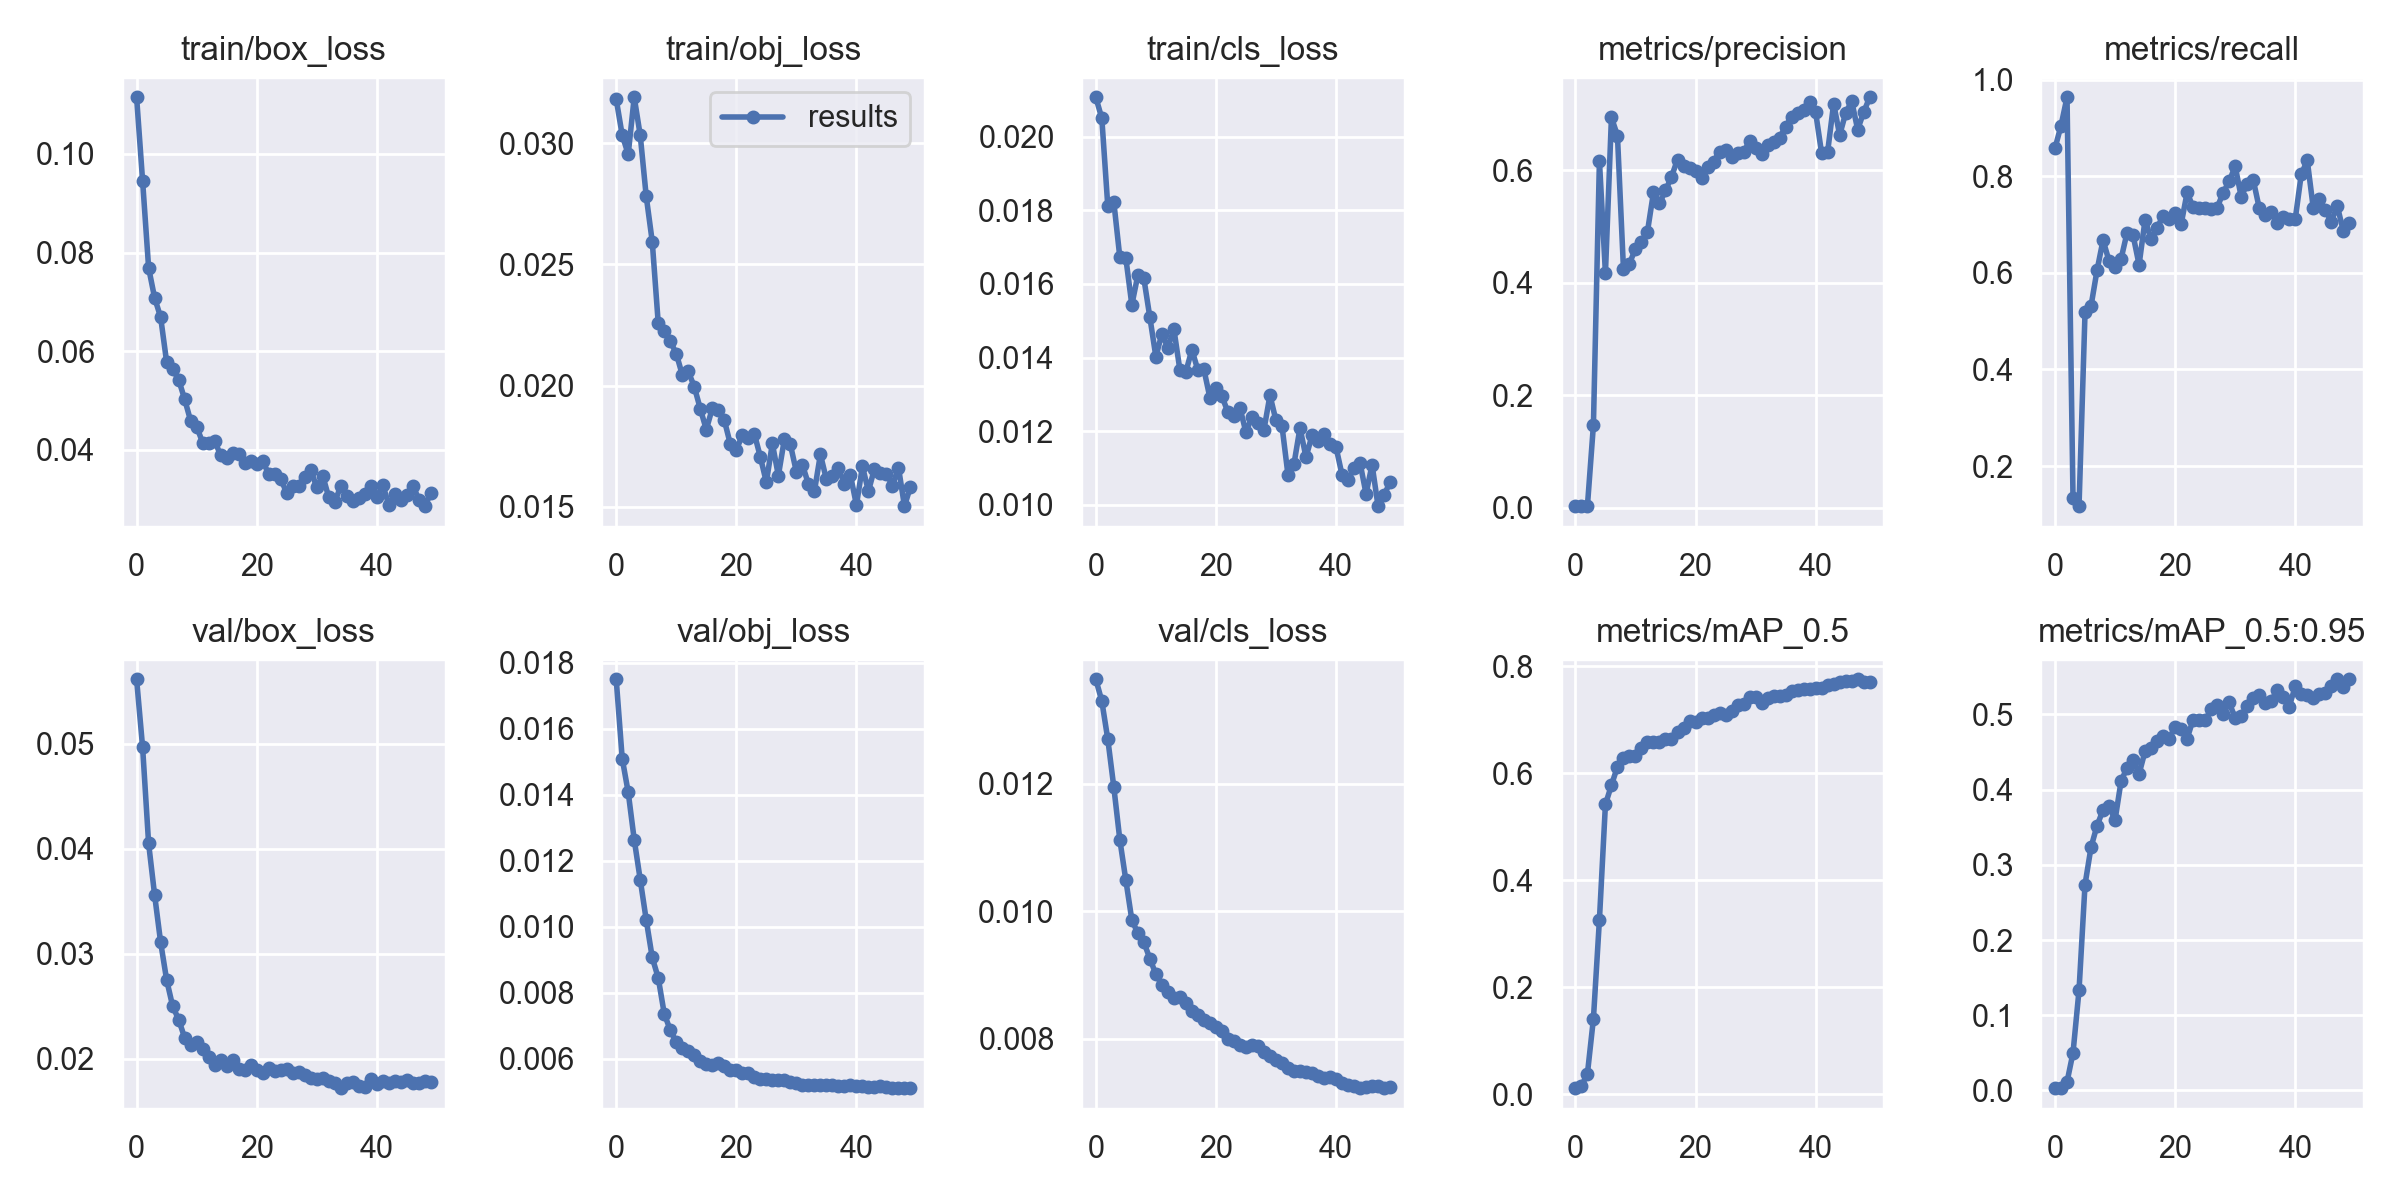 train/box_loss
0.10
0.08
0.06
0.04
0 20 40
train/obj_loss
results
0.030
0.025
0.020
0.015
0 20 40
train/cls_loss
0.020
0.018
0.016
0.014
0.012
0.010
0 20 40
metrics/precision
0.6
0.4
0.2
0.0
0 20 40
metrics/recall
1.0
0.8
0.6
0.4
0.2
0 20 40
val/box_loss
0.05
0.04
0.03
0.02
0 20 40
val/obj_loss
0.018
0.016
0.014
0.012
0.010
0.008
0.006
0 20 40
val/cls_loss
0.012
0.010
0.008
0 20 40
metrics/mAP_0.5
0.8
0.6
0.4
0.2
0.0
0 20 40
metrics/mAP_0.5:0.95
0.5
0.4
0.3
0.2
0.1
0.0
0 20 40